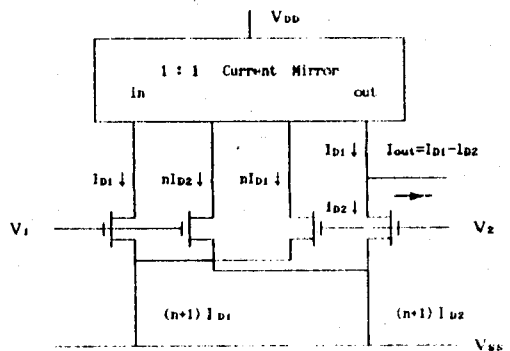 VDD
1 : 1 Current Mirror
in out
ID1↓ nID2↓ nID1↓ ID1↓ Iout=ID1-ID2
ID2↓
V1 V2
(n+1) ID1 (n+1) ID2
VSS